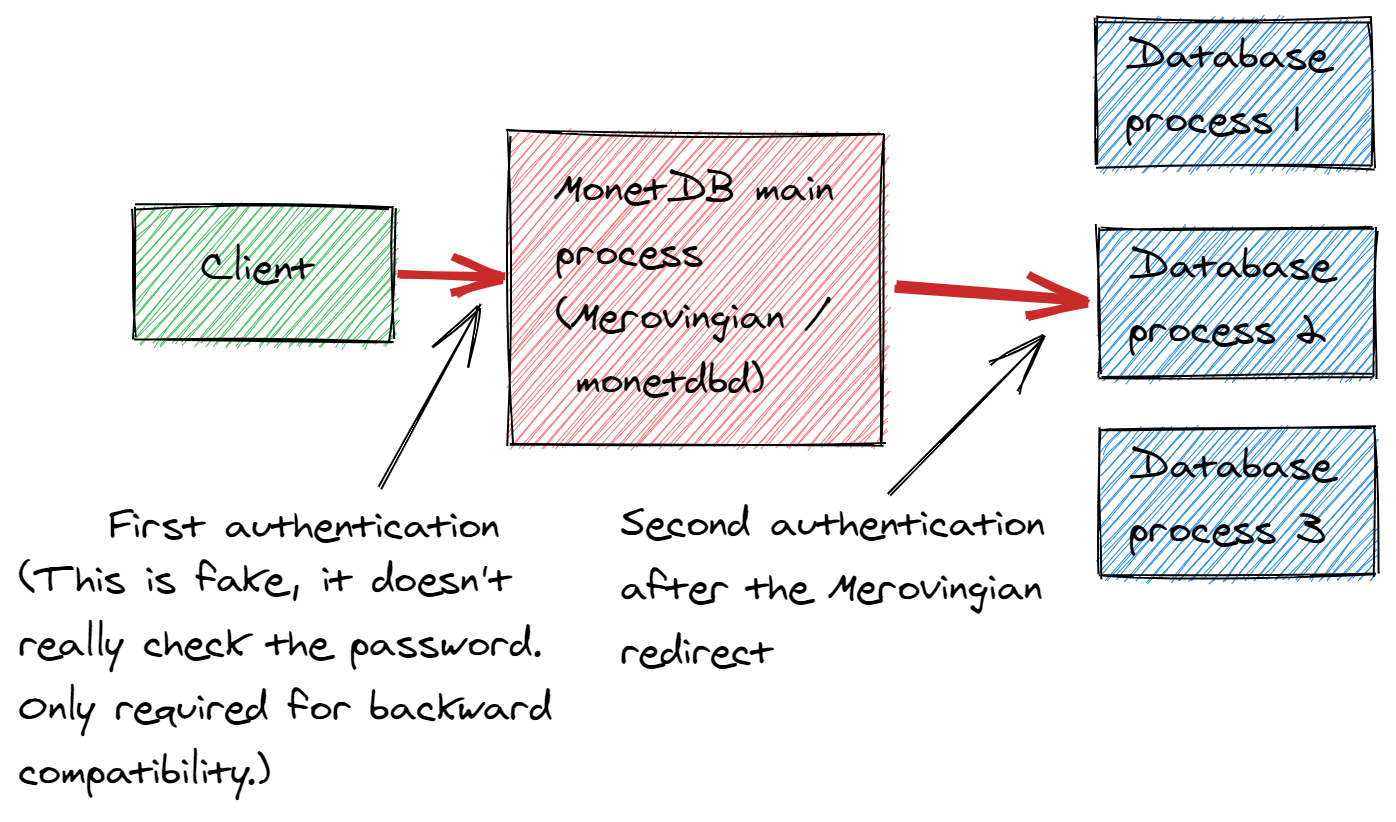 Client
MonetDB main
process
(Merovingian /
monetdbd)
Database
process 1
Database
process 2
Database
process 3
First authentication
(This is fake, it doesn't
really check the password.
Only required for backward
compatibility.)
Second authentication
after the Merovingian
redirect